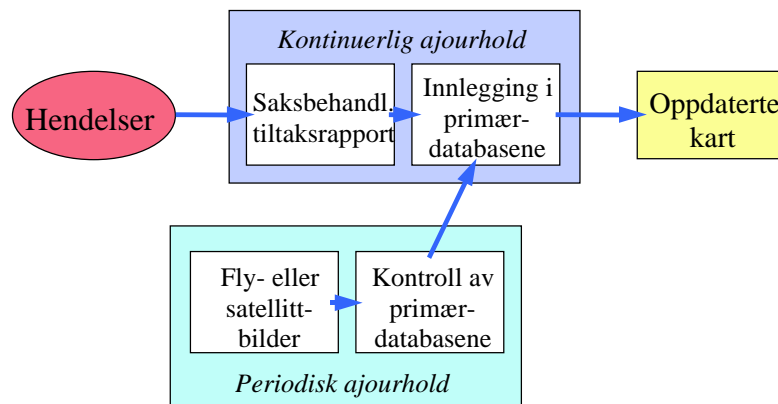 Kontinuerlig ajourhold
Hendelser
Saksbehandl.
tiltaksrapport
Innlegging i
primær-
databasene
Oppdaterte
kart
Fly- eller
satellitt-
bilder
Kontroll av
primær-
databasene
Periodisk ajourhold